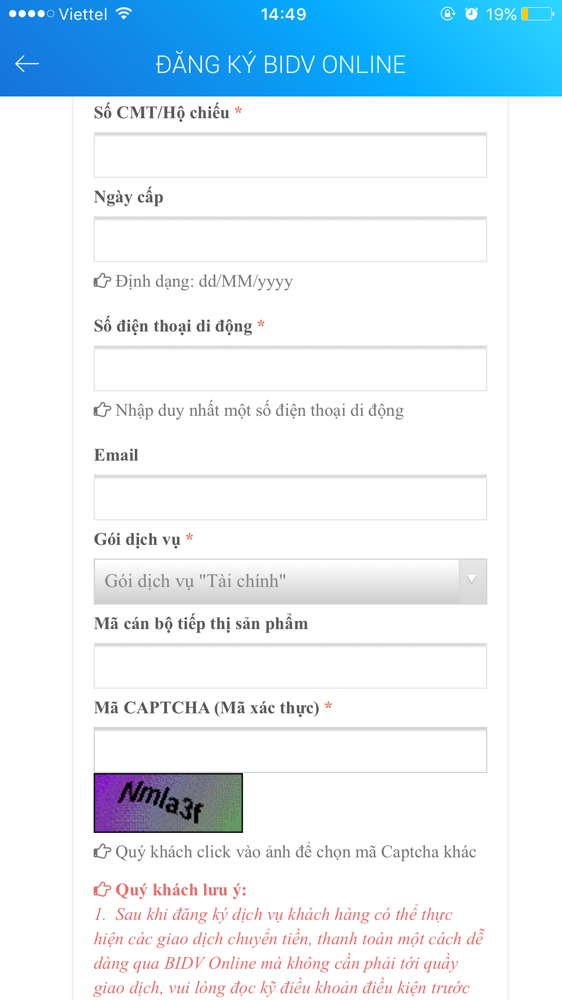 Viettel 14:49 19%
ĐĂNG KÝ BIDV ONLINE
Số CMT/Hộ chiếu *
Ngày cấp
Định dạng: dd/MM/yyyy
Số điện thoại di động *
Nhập duy nhất một số điện thoại di động
Email
Gói dịch vụ *
Gói dịch vụ "Tài chính"
Mã cán bộ tiếp thị sản phẩm
Mã CAPTCHA (Mã xác thực) *
Nmla3f
Quý khách click vào ảnh để chọn mã Captcha khác
Quý khách lưu ý:
1. Sau khi đăng ký dịch vụ khách hàng có thể thực
hiện các giao dịch chuyển tiền, thanh toán một cách dễ
dàng qua BIDV Online mà không cần phải tới quầy
giao dịch, vui lòng đọc kỹ điều khoản điều kiện trước